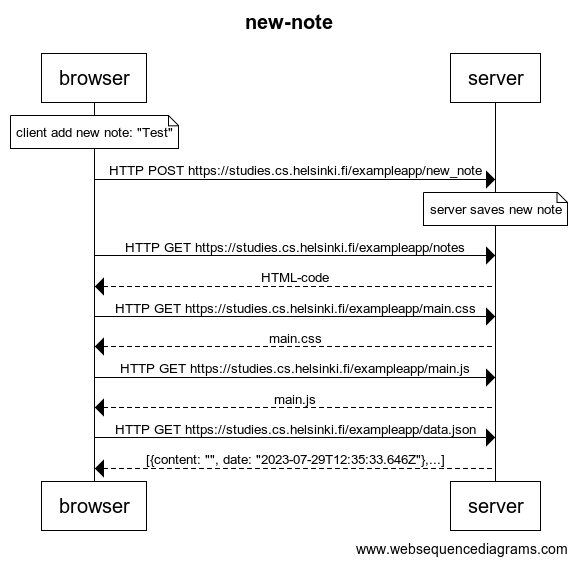 new-note
browser
server
client add new note: "Test"
HTTP POST https://studies.cs.helsinki.fi/exampleapp/new_note
server saves new note
HTTP GET https://studies.cs.helsinki.fi/exampleapp/notes
HTML-code
HTTP GET https://studies.cs.helsinki.fi/exampleapp/main.css
main.css
HTTP GET https://studies.cs.helsinki.fi/exampleapp/main.js
main.js
HTTP GET https://studies.cs.helsinki.fi/exampleapp/data.json
[{content: "", date: "2023-07-29T12:35:33.646Z"},...]
browser
server
www.websequencediagrams.com